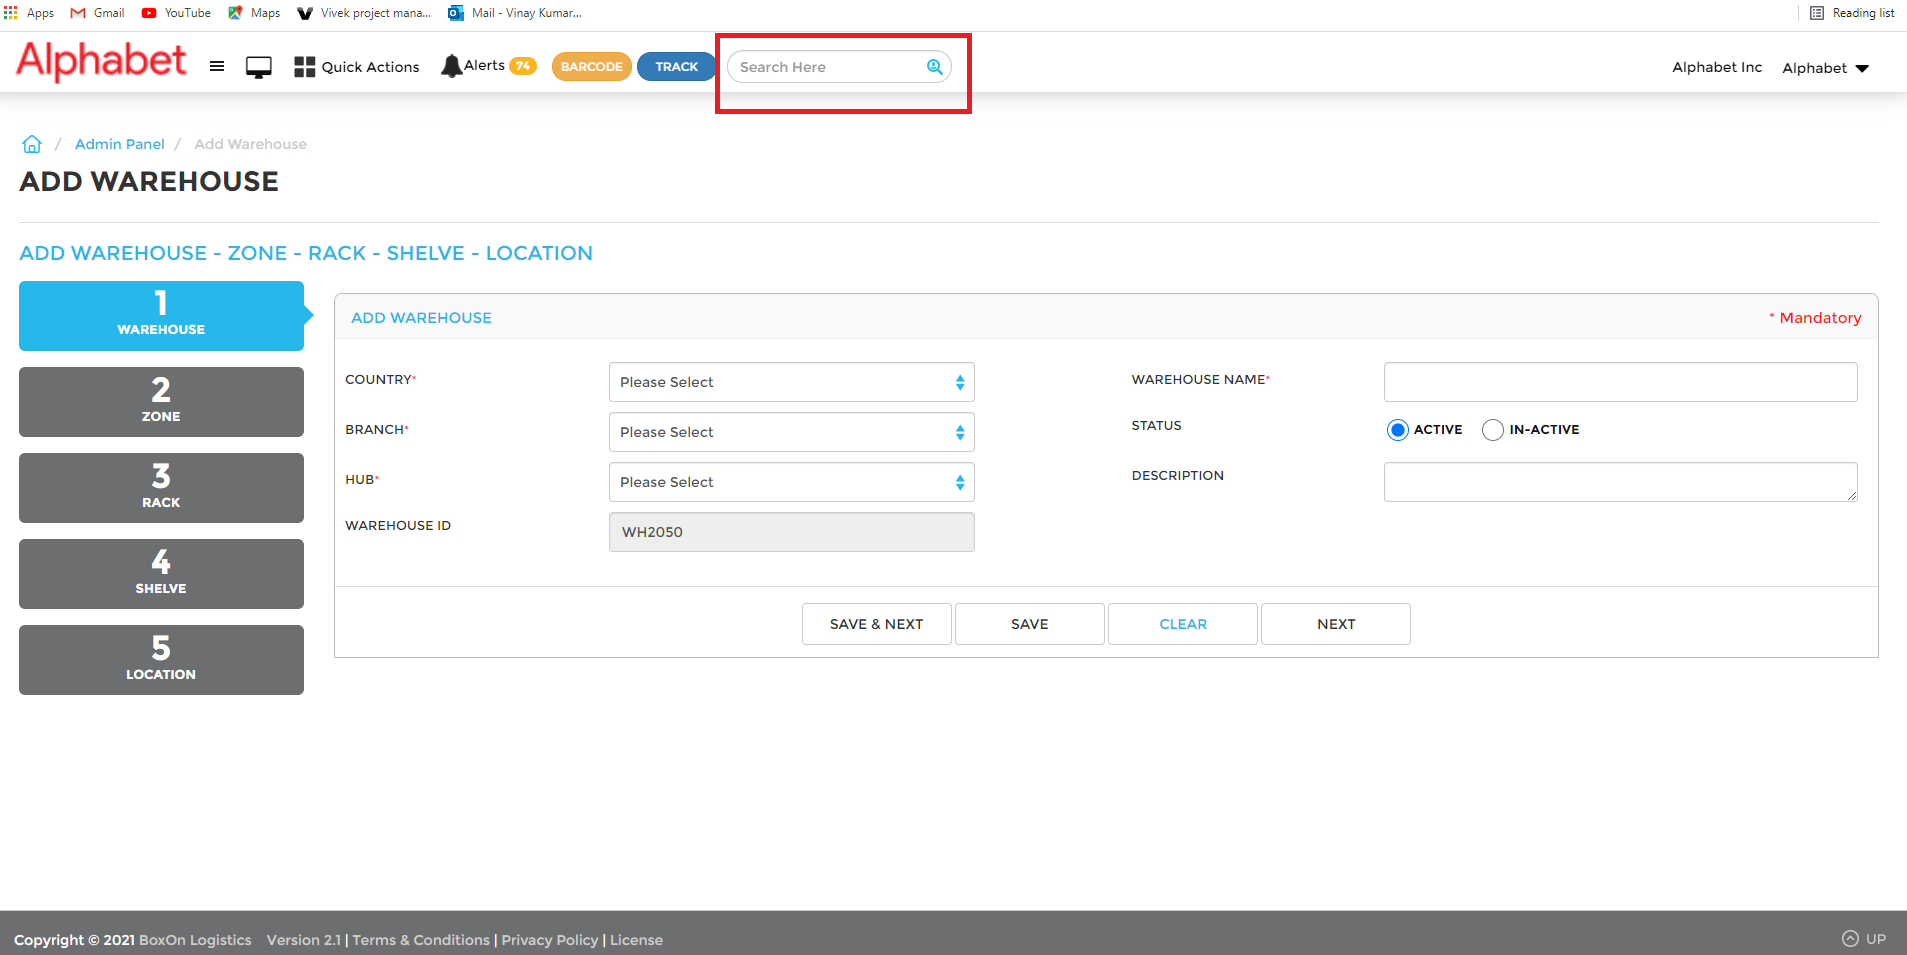 Apps Gmail YouTube Maps Vivek project mana... Mail - Vinay Kumar... Reading list
Alphabet Quick Actions Alerts 74 BARCODE TRACK Search Here Alphabet Inc Alphabet
/ Admin Panel / Add Warehouse
ADD WAREHOUSE
ADD WAREHOUSE - ZONE - RACK - SHELVE - LOCATION
1
WAREHOUSE
2
ZONE
3
RACK
4
SHELVE
5
LOCATION
ADD WAREHOUSE * Mandatory
COUNTRY* Please Select WAREHOUSE NAME*
BRANCH* Please Select STATUS ACTIVE IN-ACTIVE
HUB* Please Select DESCRIPTION
WAREHOUSE ID WH2050
SAVE & NEXT SAVE CLEAR NEXT
Copyright © 2021 BoxOn Logistics Version 2.1 | Terms & Conditions | Privacy Policy | License UP